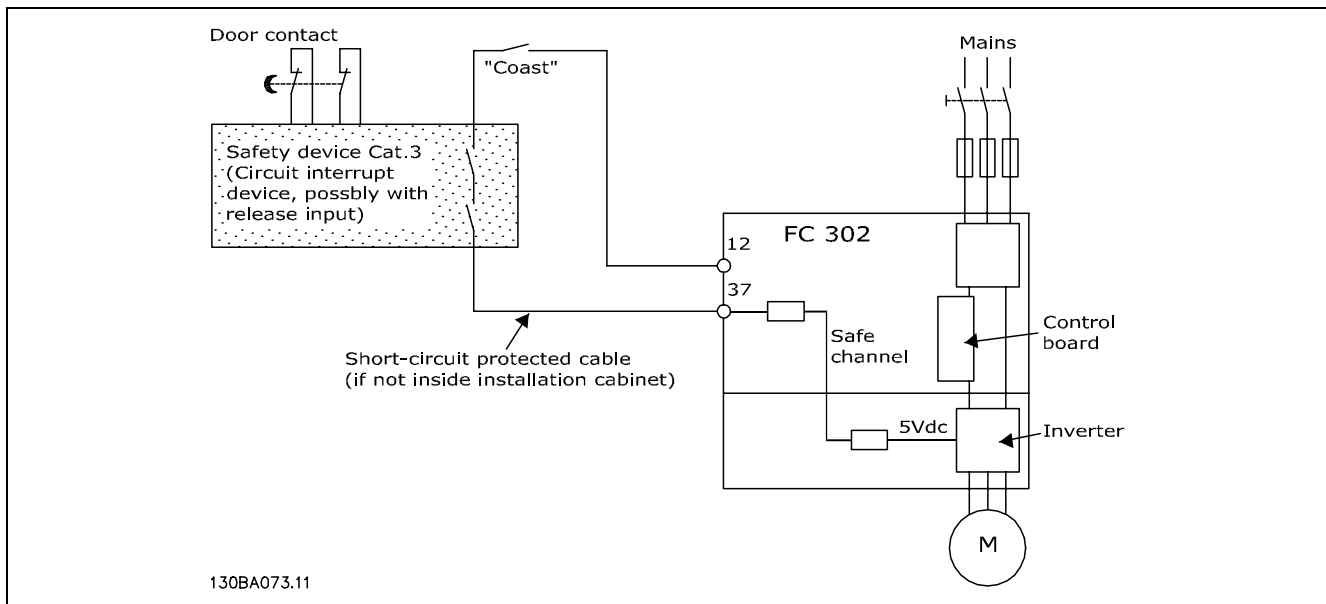 Door contact
"Coast"
Mains
Safety device Cat.3
(Circuit interrupt
device, possbly with
release input)
FC 302
12
37
Safe
channel
Control
board
Short-circuit protected cable
(if not inside installation cabinet)
5Vdc
Inverter
M
130BA073.11